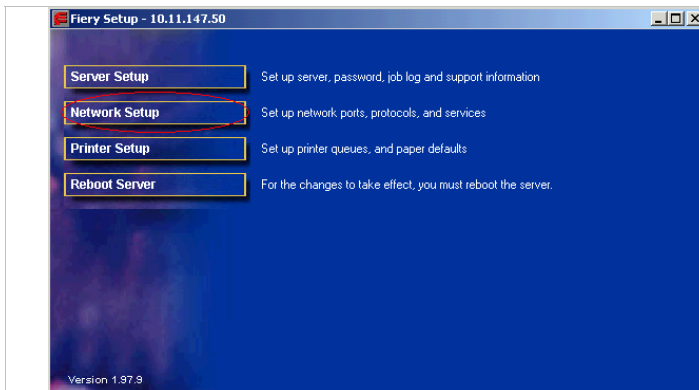 Fiery Setup - 10.11.147.50
Server Setup Set up server, password, job log and support information
Network Setup Set up network ports, protocols, and services
Printer Setup Set up printer queues, and paper defaults
Reboot Server For the changes to take effect, you must reboot the server.
Version 1.97.9